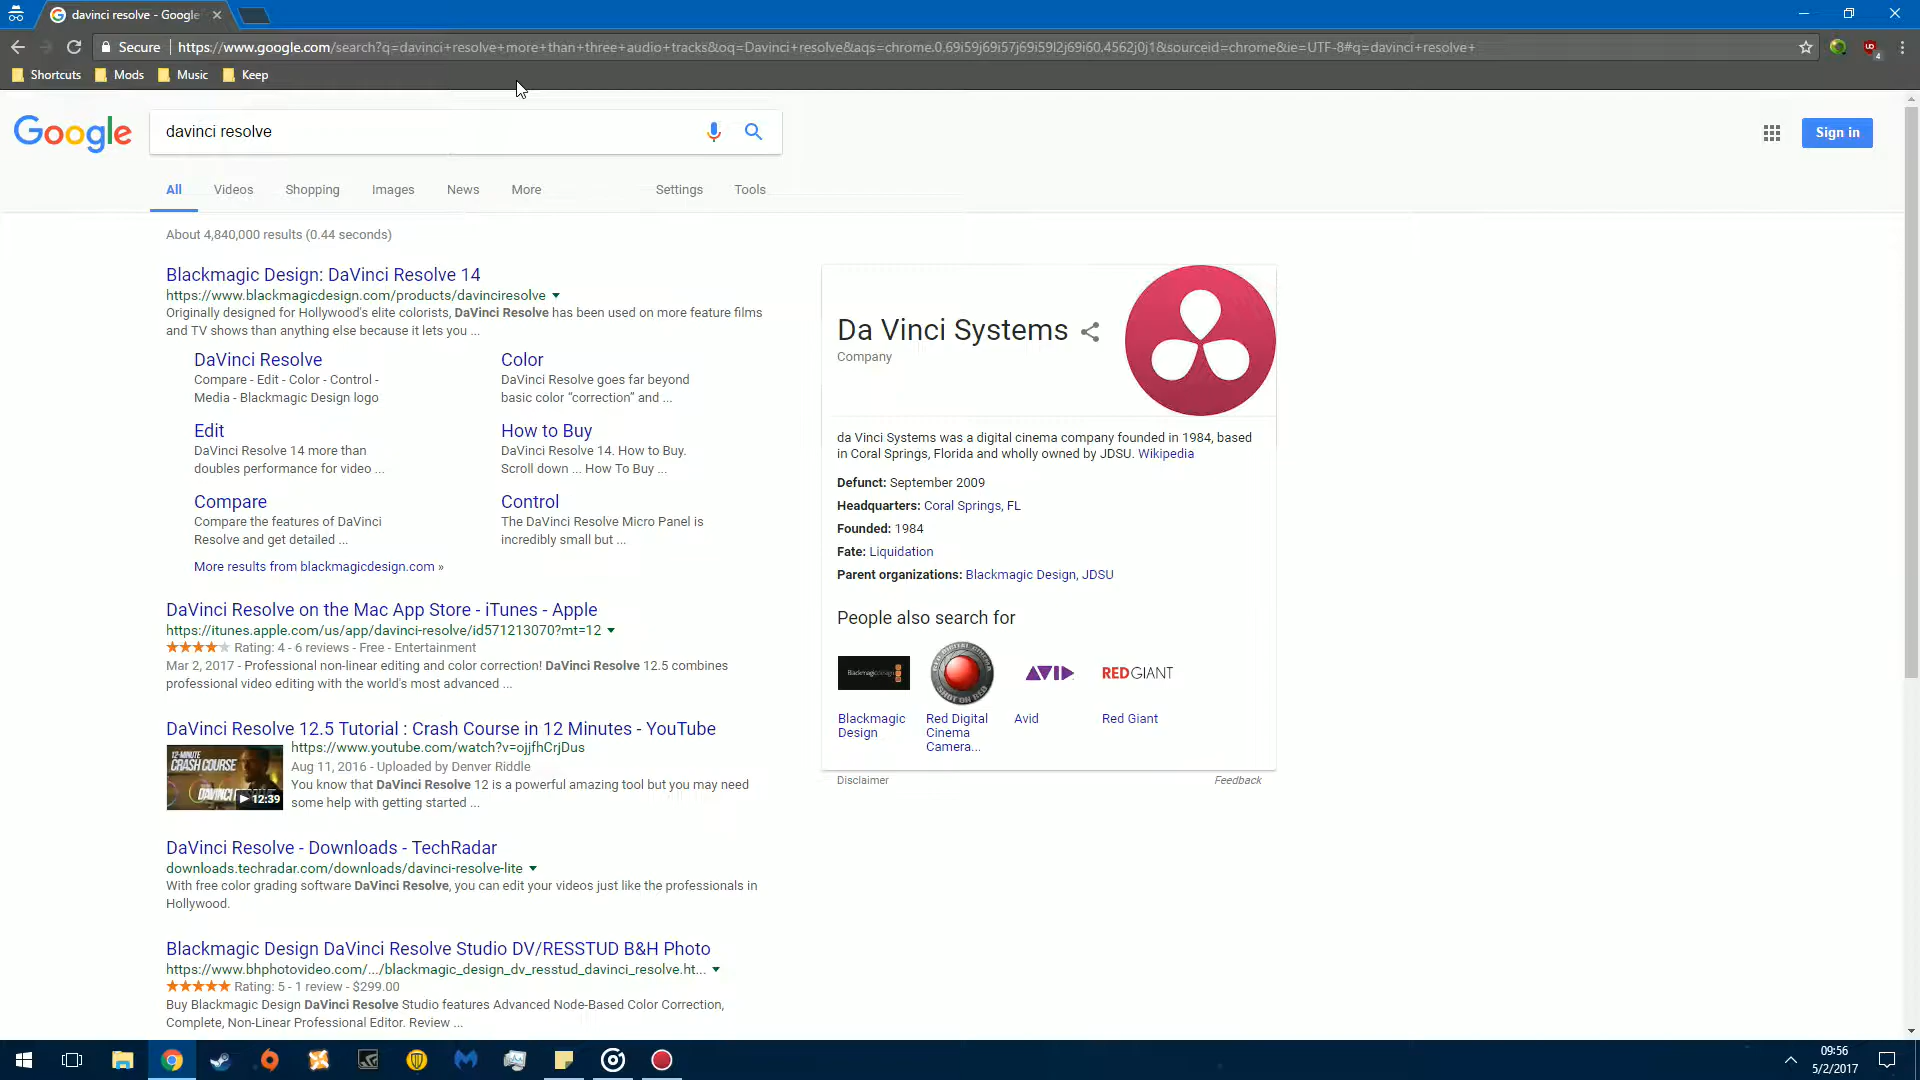 davinci resolve - Google
Secure
https://www.google.com/search?q=davinci+resolve+more+than+three+audio+tracks&oq=Davinci+resolve&aqs=chrome.0.69i59j69i57j69i59l2j69i60.4562j0j1&sourceid=chrome&ie=UTF-8#q=davinci+resolve+
4
Shortcuts Mods Music Keep
Google
davinci resolve
Sign in
All Videos Shopping Images News More Settings Tools
About 4,840,000 results (0.44 seconds)
Blackmagic Design: DaVinci Resolve 14
https://www.blackmagicdesign.com/products/davinciresolve
Originally designed for Hollywood's elite colorists, DaVinci Resolve has been used on more feature films
and TV shows than anything else because it lets you ...
DaVinci Resolve
Compare - Edit - Color - Control -
Media - Blackmagic Design logo
Color
DaVinci Resolve goes far beyond
basic color “correction” and ...
Edit
DaVinci Resolve 14 more than
doubles performance for video ...
How to Buy
DaVinci Resolve 14. How to Buy.
Scroll down ... How To Buy ...
Compare
Compare the features of DaVinci
Resolve and get detailed ...
Control
The DaVinci Resolve Micro Panel is
incredibly small but ...
More results from blackmagicdesign.com »
DaVinci Resolve on the Mac App Store - iTunes - Apple
https://itunes.apple.com/us/app/davinci-resolve/id571213070?mt=12
Rating: 4 - 6 reviews - Free - Entertainment
Mar 2, 2017 - Professional non-linear editing and color correction! DaVinci Resolve 12.5 combines
professional video editing with the world's most advanced ...
DaVinci Resolve 12.5 Tutorial : Crash Course in 12 Minutes - YouTube
12-MINUTE
CRASH COURSE
DAVINCI
12:39
https://www.youtube.com/watch?v=ojjfhCrjDus
Aug 11, 2016 - Uploaded by Denver Riddle
You know that DaVinci Resolve 12 is a powerful amazing tool but you may need
some help with getting started ...
DaVinci Resolve - Downloads - TechRadar
downloads.techradar.com/downloads/davinci-resolve-lite
With free color grading software DaVinci Resolve, you can edit your videos just like the professionals in
Hollywood.
Blackmagic Design DaVinci Resolve Studio DV/RESSTUD B&H Photo
https://www.bhphotovideo.com/.../blackmagic_design_dv_resstud_davinci_resolve.ht...
Rating: 5 - 1 review - $299.00
Buy Blackmagic Design DaVinci Resolve Studio features Advanced Node-Based Color Correction,
Complete, Non-Linear Professional Editor. Review ...
Da Vinci Systems
Company
da Vinci Systems was a digital cinema company founded in 1984, based
in Coral Springs, Florida and wholly owned by JDSU. Wikipedia
Defunct: September 2009
Headquarters: Coral Springs, FL
Founded: 1984
Fate: Liquidation
Parent organizations: Blackmagic Design, JDSU
People also search for
Blackmagicdesign
RED DIGITAL CINEMA
SHOT ON RED
AVID
RED GIANT
Blackmagic
Design
Red Digital
Cinema
Camera...
Avid
Red Giant
Disclaimer
Feedback
09:56
5/2/2017